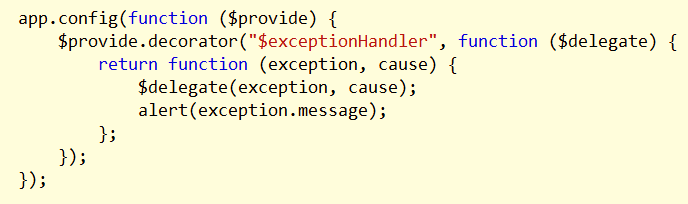 app.config(function ($provide) {
    $provide.decorator("$exceptionHandler", function ($delegate) {
        return function (exception, cause) {
            $delegate(exception, cause);
            alert(exception.message);
        };
    });
});